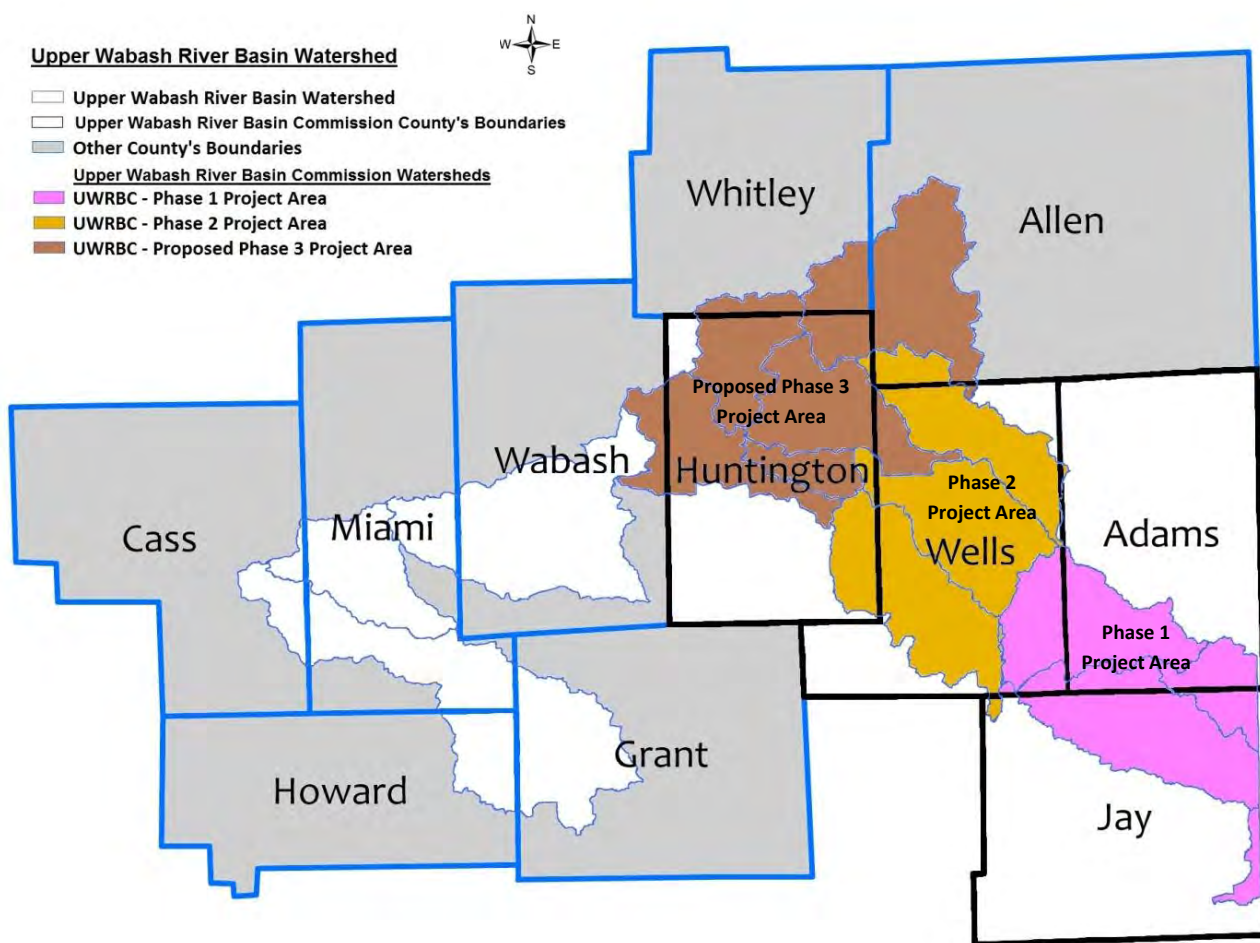 N
W E
S
Upper Wabash River Basin Watershed
Upper Wabash River Basin Watershed
Upper Wabash River Basin Commission County's Boundaries
Other County's Boundaries
Upper Wabash River Basin Commission Watersheds
UWRBC - Phase 1 Project Area
UWRBC - Phase 2 Project Area
UWRBC - Proposed Phase 3 Project Area
Whitley
Allen
Proposed Phase 3
Project Area
Wabash
Huntington
Phase 2
Project Area
Cass
Miami
Wells
Adams
Phase 1
Project Area
Grant
Howard
Jay